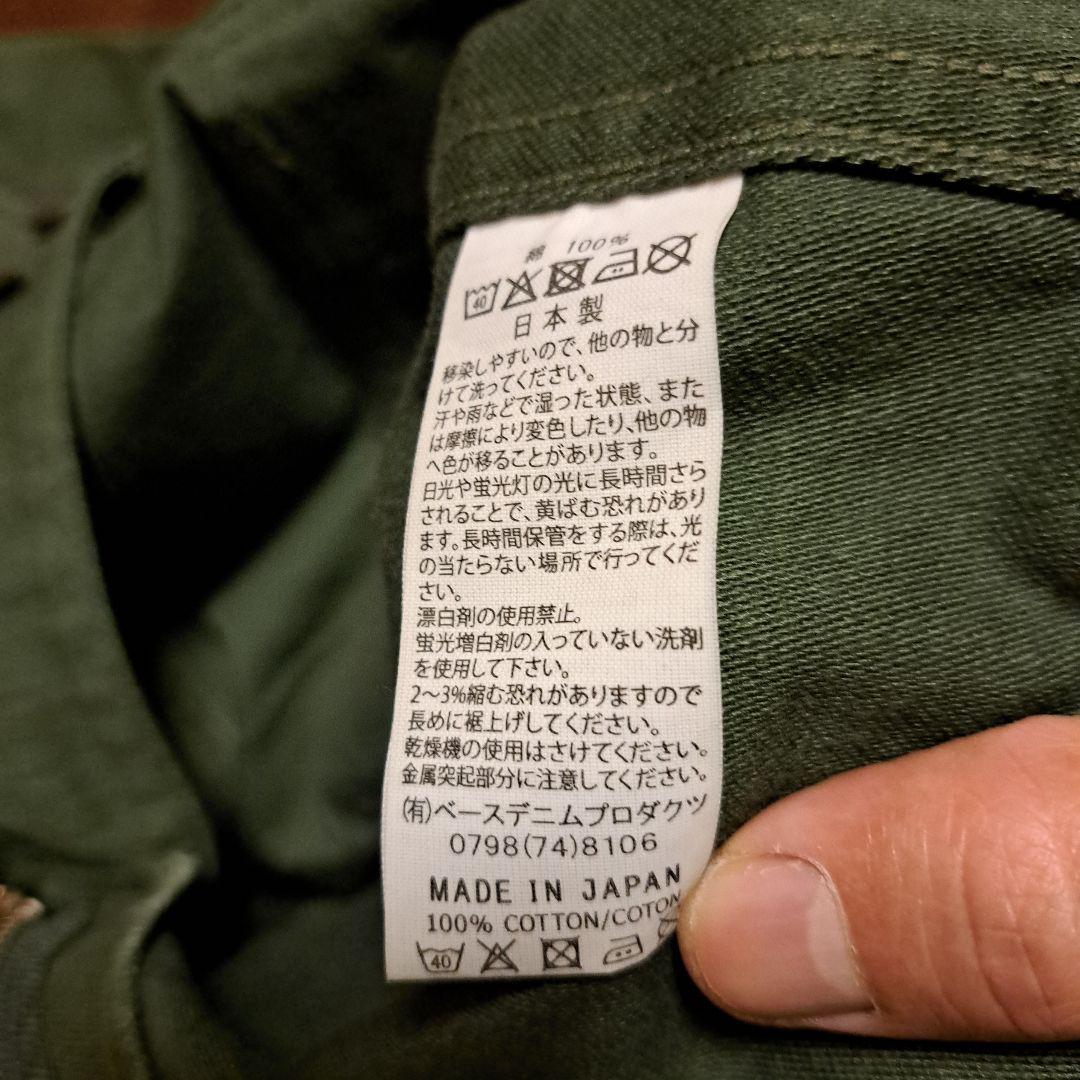 綿 100%
40
日本製
移染しやすいので、他の物と分
けて洗ってください。
汗や雨などで湿った状態、また
は摩擦により変色したり、他の物
へ色が移ることがあります。
日光や蛍光灯の光に長時間さら
されることで、黄ばむ恐れがあり
ます。長時間保管をする際は、光
の当たらない場所で行ってくだ
さい。
漂白剤の使用禁止。
蛍光増白剤の入っていない洗剤
を使用して下さい。
2～3%縮む恐れがありますので
長めに裾上げしてください。
乾燥機の使用はさけてください。
金属突起部分に注意してください。
(有)ベースデニムプロダクツ
0798(74)8106
MADE IN JAPAN
100% COTTON/COTON
40